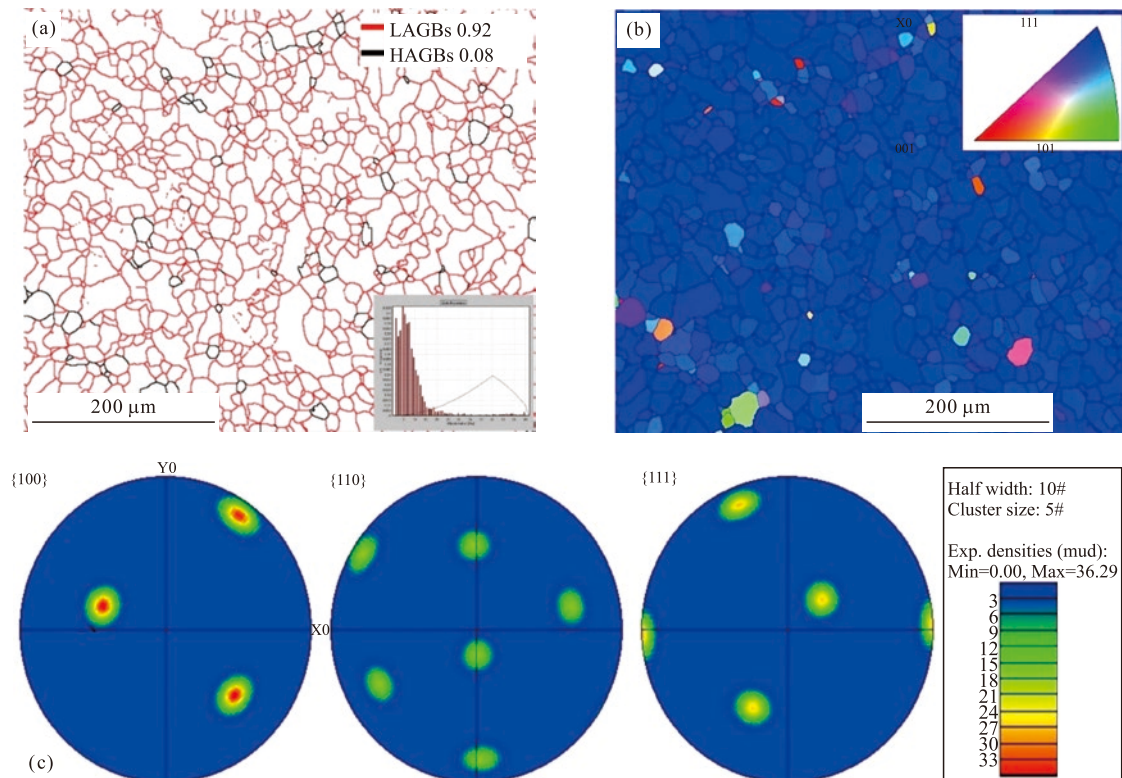 (a)
LAGBs 0.92
HAGBs 0.08
200 μm
(b)
X0
111
001
101
200 μm
{100}
Y0
X0
{110}
{111}
Half width: 10#
Cluster size: 5#
Exp. densities (mud):
Min=0.00, Max=36.29
3
6
9
12
15
18
21
24
27
30
33
(c)